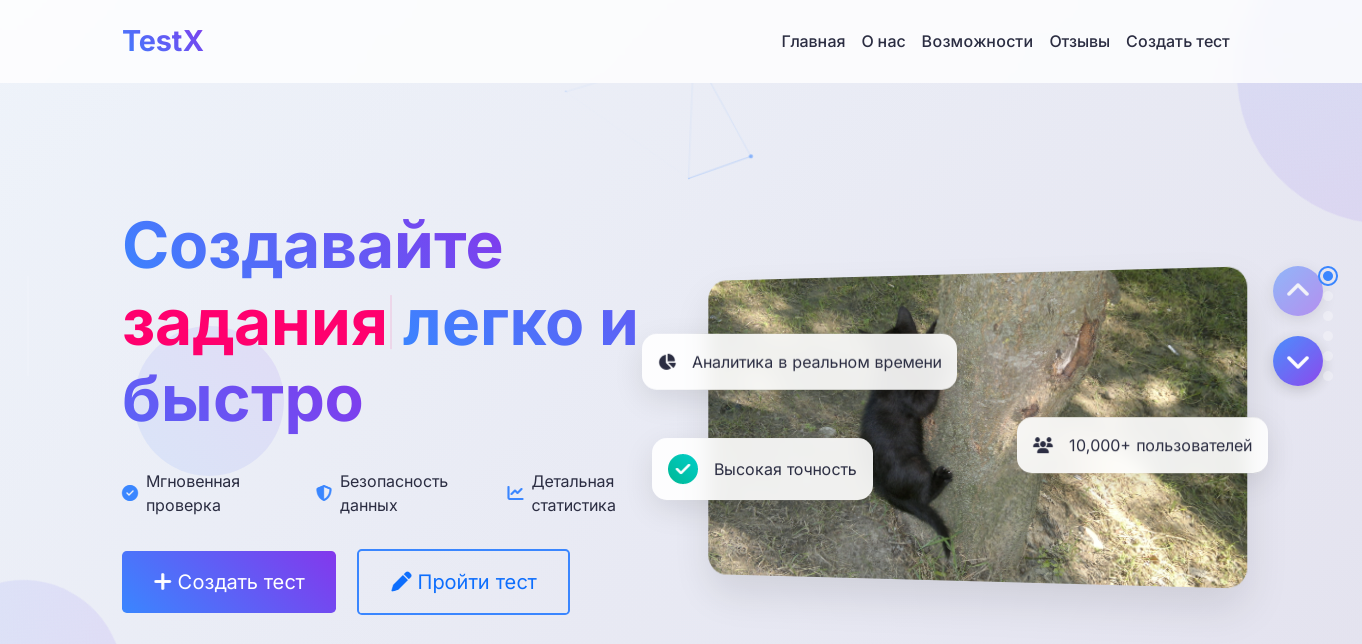 TestX
Главная
О нас
Возможности
Отзывы
Создать тест
Создавайте
задания легко и
быстро
Мгновенная
проверка
Безопасность
данных
Детальная
статистика
Создать тест
Пройти тест
Аналитика в реальном времени
10,000+ пользователей
Высокая точность